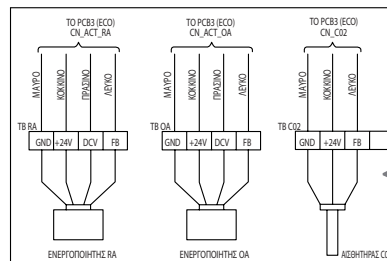 TO PCB3 (ECO)
CN_ACT_RA
TO PCB3 (ECO)
CN_ACT_OA
TO PCB3 (ECO)
CN_C02
ΜΑΥΡΟ
ΚΟΚΚΙΝΟ
ΠΡΑΣΙΝΟ
ΛΕΥΚΟ
ΜΑΥΡΟ
ΚΟΚΚΙΝΟ
ΠΡΑΣΙΝΟ
ΛΕΥΚΟ
ΜΑΥΡΟ
ΚΟΚΚΙΝΟ
ΛΕΥΚΟ
TB RA
GND +24V DCV FB
TB OA
GND +24V DCV FB
TB C02
GND +24V FB
ΕΝΕΡΓΟΠΟΙΗΤΗΣ RA
ΕΝΕΡΓΟΠΟΙΗΤΗΣ OA
ΑΙΣΘΗΤΗΡΑΣ